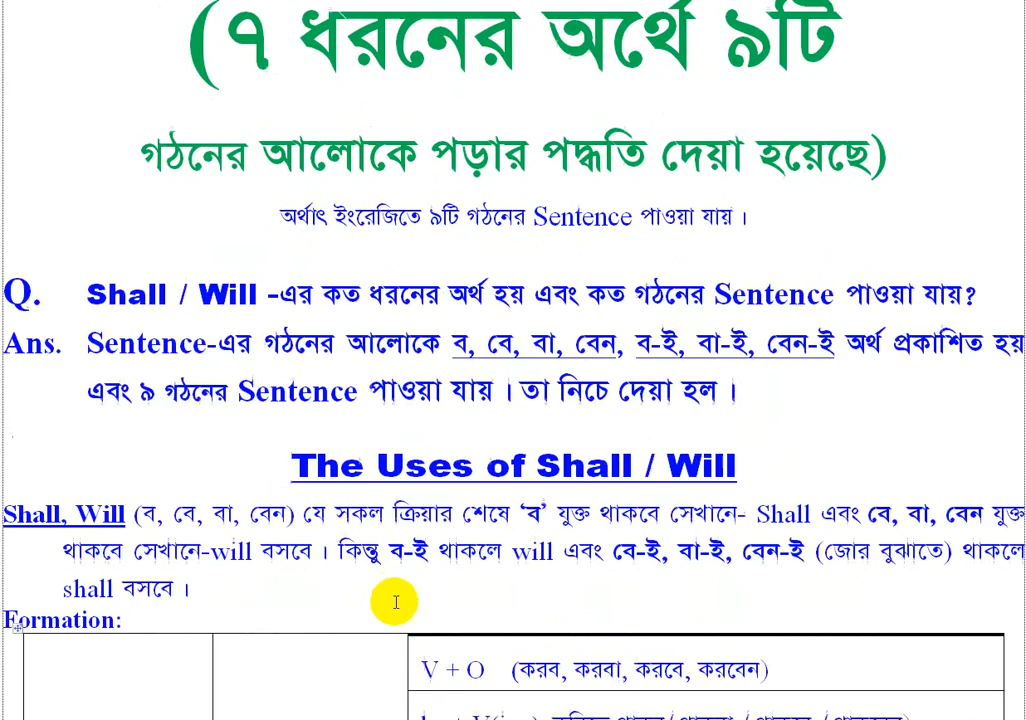 (৭ ধরনের অর্থে ৯টি
গঠনের আলোকে পড়ার পদ্ধতি দেয়া হয়েছে)
অর্থাৎ ইংরেজিতে ৯টি গঠনের Sentence পাওয়া যায় ।
Q. Shall / Will -এর কত ধরনের অর্থ হয় এবং কত গঠনের Sentence পাওয়া যায়?
Ans. Sentence-এর গঠনের আলোকে ব, বে, বা, বেন, ব-ই, বা-ই, বেন-ই অর্থ প্রকাশিত হয়
এবং ৯ গঠনের Sentence পাওয়া যায় । তা নিচে দেয়া হল ।
The Uses of Shall / Will
Shall, Will (ব, বে, বা, বেন) যে সকল ক্রিয়ার শেষে ‘ব’ যুক্ত থাকবে সেখানে- Shall এবং বে, বা, বেন যুক্ত
থাকবে সেখানে-will বসবে । কিন্তু ব-ই থাকলে will এবং বে-ই, বা-ই, বেন-ই (জোর বুঝাতে) থাকলে
shall বসবে ।
Formation:
V + O (করব, করবা, করবে, করবেন)